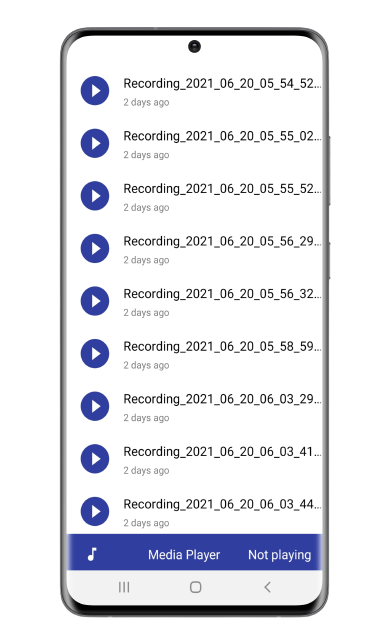 Recording_2021_06_20_05_54_52...
2 days ago
Recording_2021_06_20_05_55_02...
2 days ago
Recording_2021_06_20_05_55_52...
2 days ago
Recording_2021_06_20_05_56_29...
2 days ago
Recording_2021_06_20_05_56_32...
2 days ago
Recording_2021_06_20_05_58_59...
2 days ago
Recording_2021_06_20_06_03_29...
2 days ago
Recording_2021_06_20_06_03_41...
2 days ago
Recording_2021_06_20_06_03_44...
2 days ago
Media Player Not playing